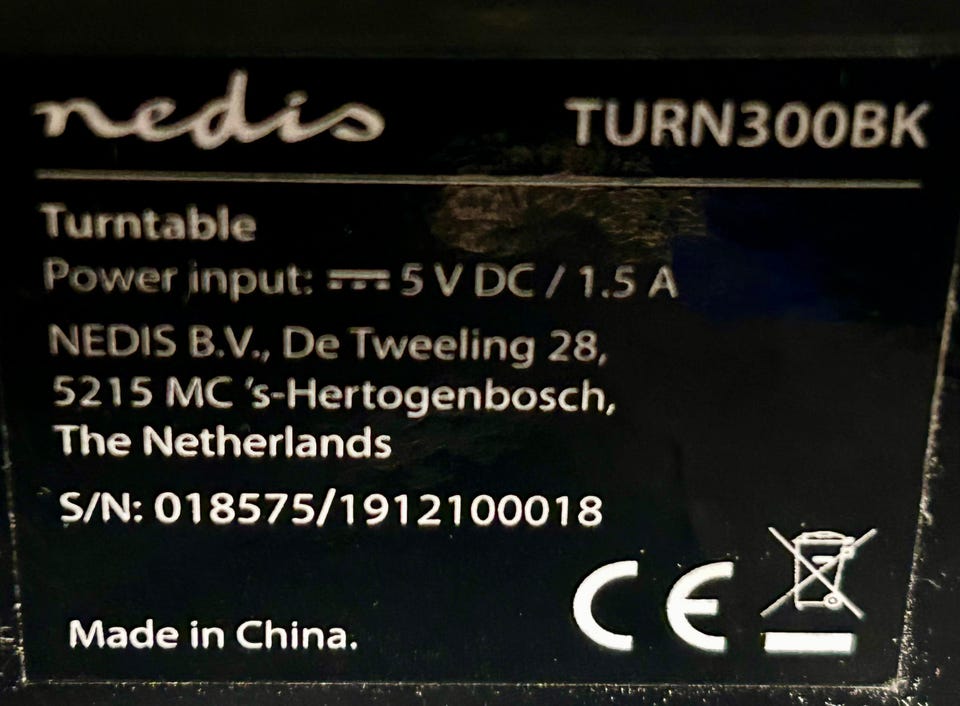 nedis TURN300BK
Turntable
Power input: ⎓ 5 V DC / 1.5 A
NEDIS B.V., De Tweeling 28,
5215 MC 's-Hertogenbosch,
The Netherlands
S/N: 018575/1912100018
Made in China.
CE